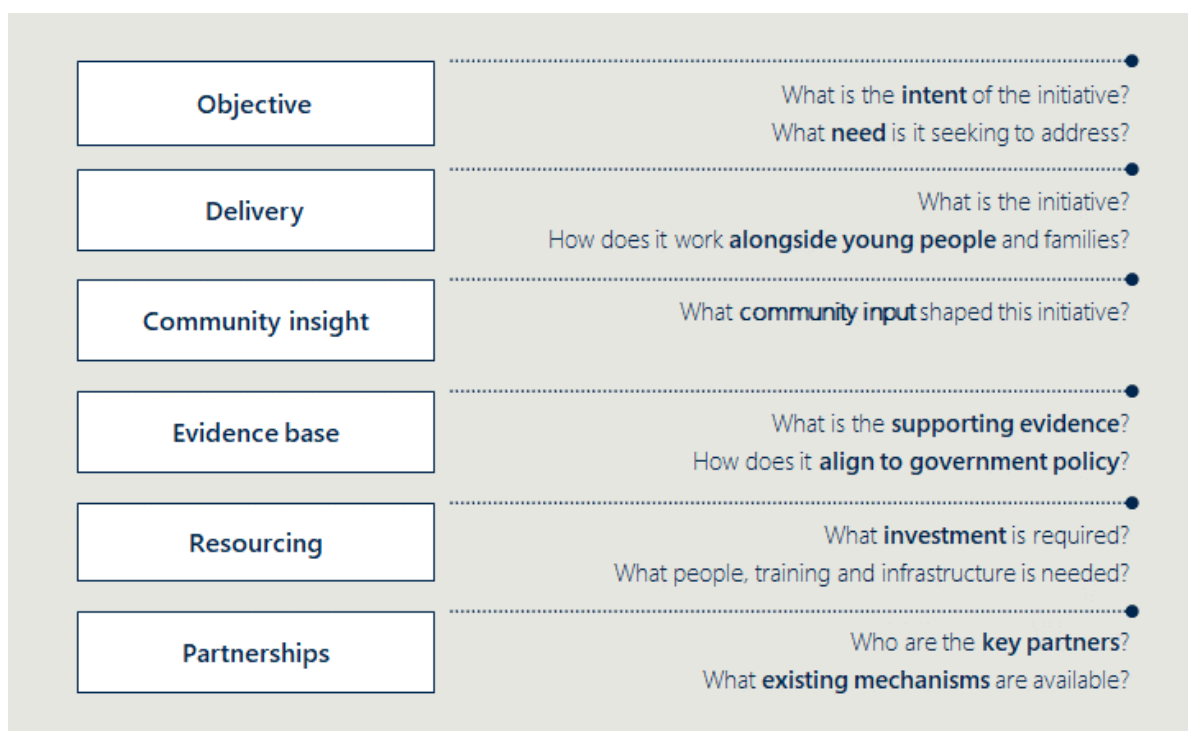 Objective
What is the intent of the initiative?
What need is it seeking to address?
Delivery
What is the initiative?
How does it work alongside young people and families?
Community insight
What community input shaped this initiative?
Evidence base
What is the supporting evidence?
How does it align to government policy?
Resourcing
What investment is required?
What people, training and infrastructure is needed?
Partnerships
Who are the key partners?
What existing mechanisms are available?